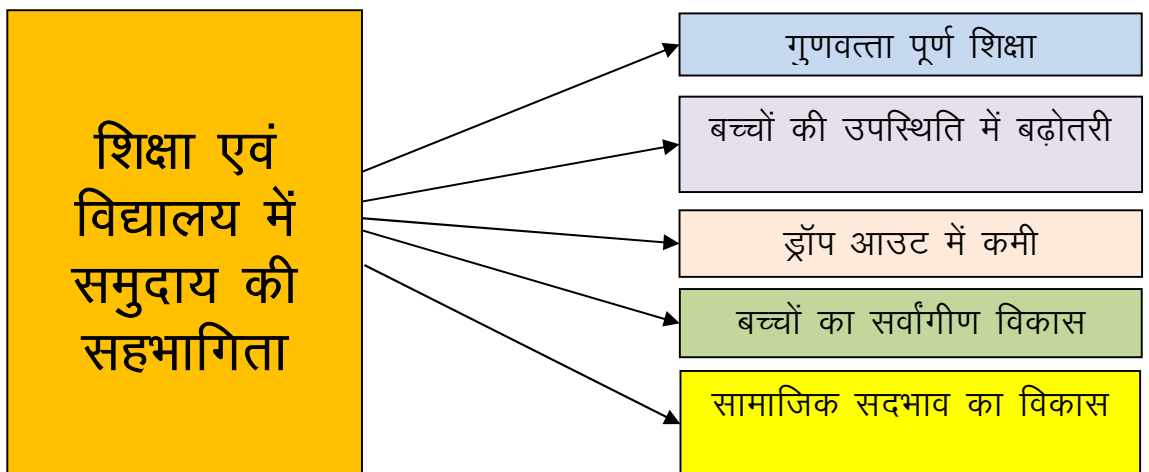 शिक्षा एवं
विद्यालय में
समुदाय की
सहभागिता
गुणवत्ता पूर्ण शिक्षा
बच्चों की उपस्थिति में बढ़ोतरी
ड्रॉप आउट में कमी
बच्चों का सर्वांगीण विकास
सामाजिक सदभाव का विकास